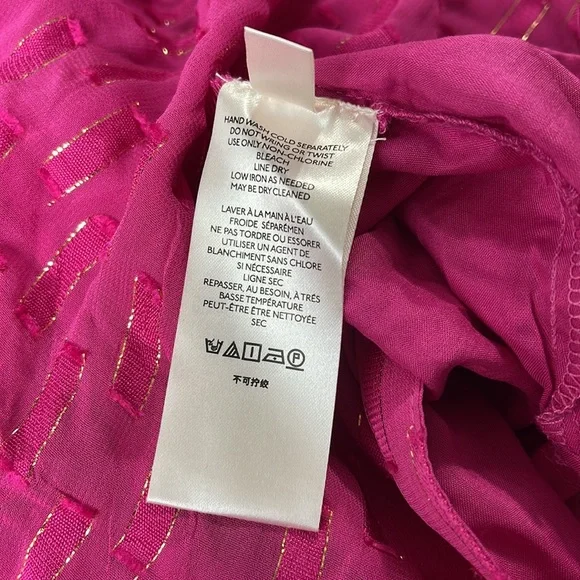 HAND WASH COLD SEPARATELY
DO NOT WRING OR TWIST
USE ONLY NON-CHLORINE
BLEACH
LINE DRY
LOW IRON AS NEEDED
MAY BE DRY CLEANED
LAVER À LA MAIN À L'EAU
FROIDE SÉPARÉMEN
NE PAS TORDRE OU ESSORER
UTILISER UN AGENT DE
BLANCHIMENT SANS CHLORE
SI NÉCESSAIRE
LIGNE SEC
REPASSER, AU BESOIN, À TRÈS
BASSE TEMPÉRATURE
PEUT-ÊTRE ÊTRE NETTOYÉE
SEC
P
不可拧绞